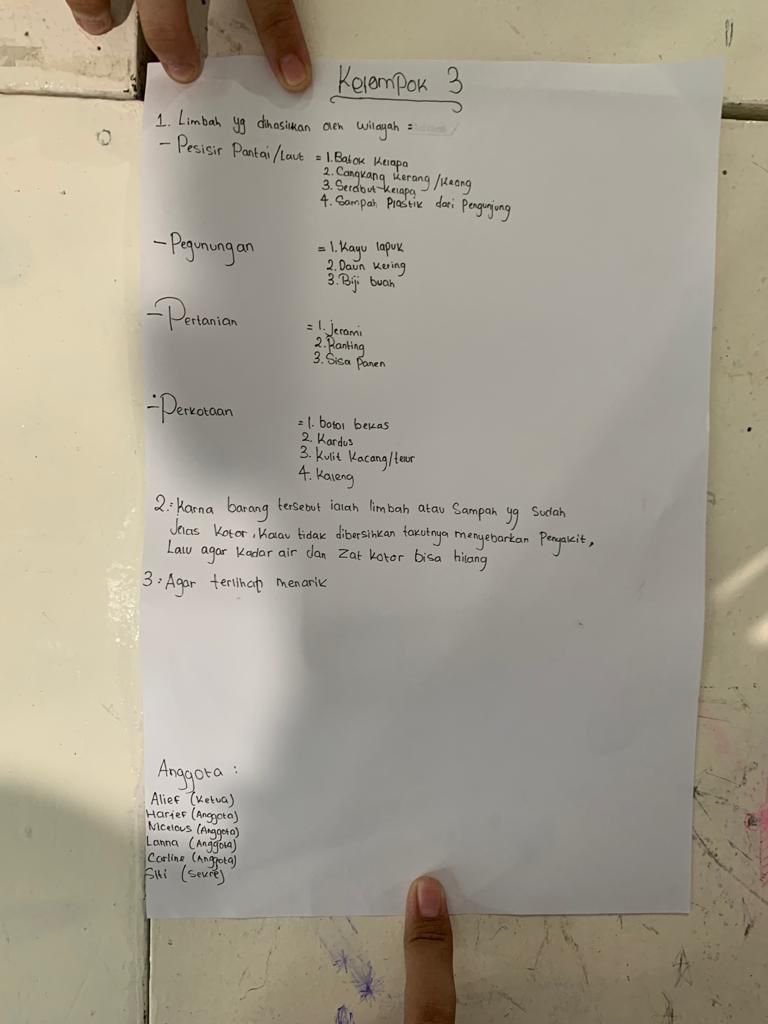 Kelompok 3
1. Limbah yg dihasilkan oleh wilayah =
- Pesisir Pantai/Laut = 1. Batok Kelapa
2. Cangkang Kerang/Keong
3. Serabut Kelapa
4. Sampah Plastik dari Pengunjung
- Pegunungan = 1. Kayu lapuk
2. Daun Kering
3. Biji buah
- Pertanian = 1. Jerami
2. Ranting
3. Sisa Panen
- Perkotaan = 1. botol bekas
2. Kardus
3. Kulit Kacang/telur
4. Kaleng
2. Karna barang tersebut ialah limbah atau Sampah yg Sudah
Jelas Kotor, Kalau tidak dibersihkan takutnya menyebarkan Penyakit,
Lalu agar Kadar air dan Zat Kotor bisa hilang
3. Agar terlihat menarik
Anggota :
Alief (Ketua)
Harief (Anggota)
Nicelous (Anggota)
Lanna (Anggota)
Carline (Anggota)
Siti (Sekre)